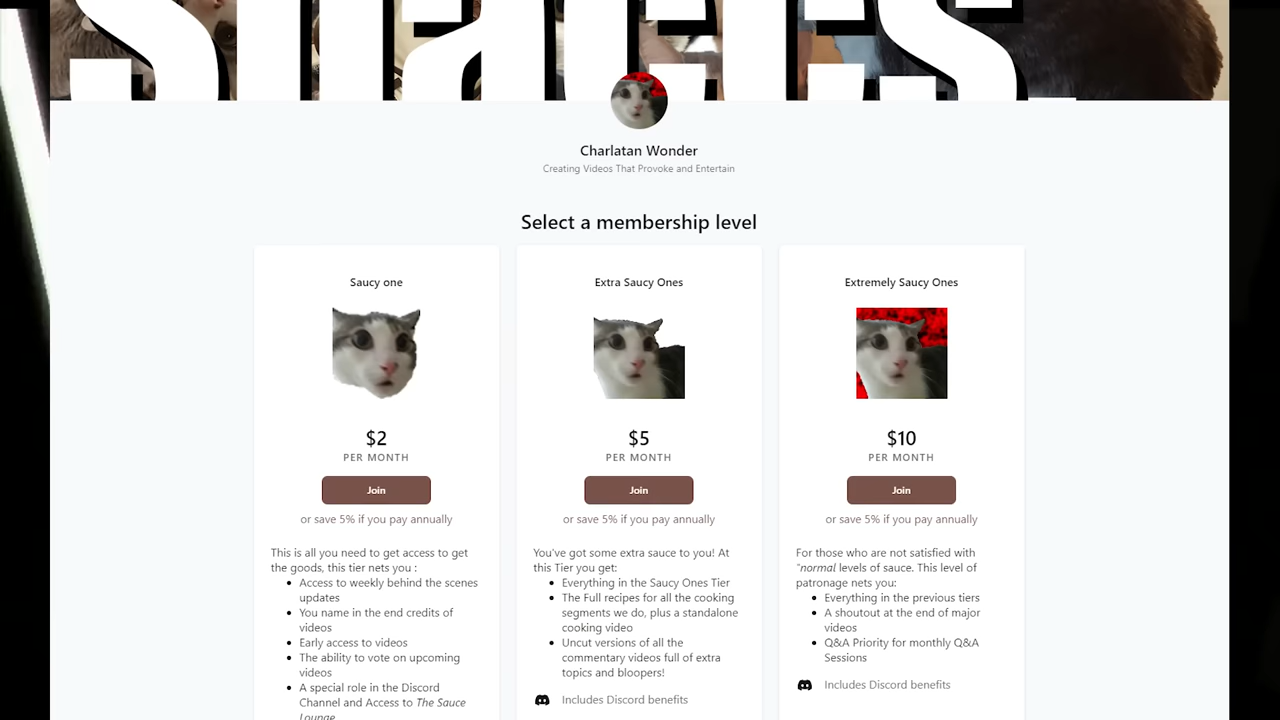 Charlatan Wonder
Creating Videos That Provoke and Entertain
Select a membership level
Saucy one
$2
PER MONTH
Join
or save 5% if you pay annually
This is all you need to get access to get
the goods, this tier nets you :
• Access to weekly behind the scenes
updates
• You name in the end credits of
videos
• Early access to videos
• The ability to vote on upcoming
videos
• A special role in the Discord
Channel and Access to The Sauce
Lounge
Extra Saucy Ones
$5
PER MONTH
Join
or save 5% if you pay annually
You've got some extra sauce to you! At
this Tier you get:
• Everything in the Saucy Ones Tier
• The Full recipes for all the cooking
segments we do, plus a standalone
cooking video
• Uncut versions of all the
commentary videos full of extra
topics and bloopers!
Includes Discord benefits
Extremely Saucy Ones
$10
PER MONTH
Join
or save 5% if you pay annually
For those who are not satisfied with
"normal levels of sauce. This level of
patronage nets you:
• Everything in the previous tiers
• A shoutout at the end of major
videos
• Q&A Priority for monthly Q&A
Sessions
Includes Discord benefits